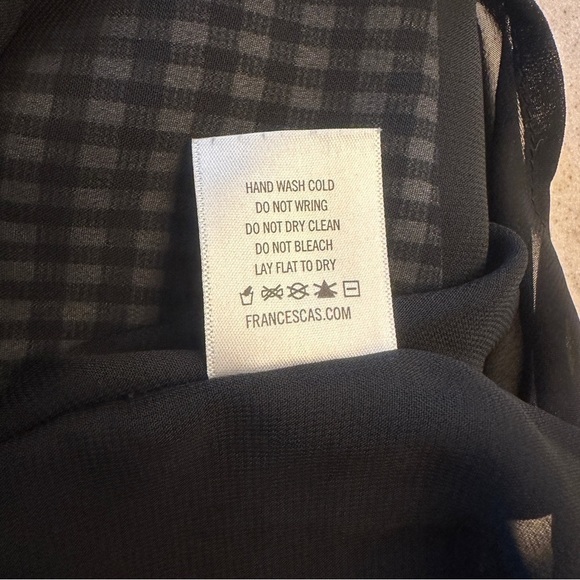 HAND WASH COLD
DO NOT WRING
DO NOT DRY CLEAN
DO NOT BLEACH
LAY FLAT TO DRY
FRANCESCAS.COM